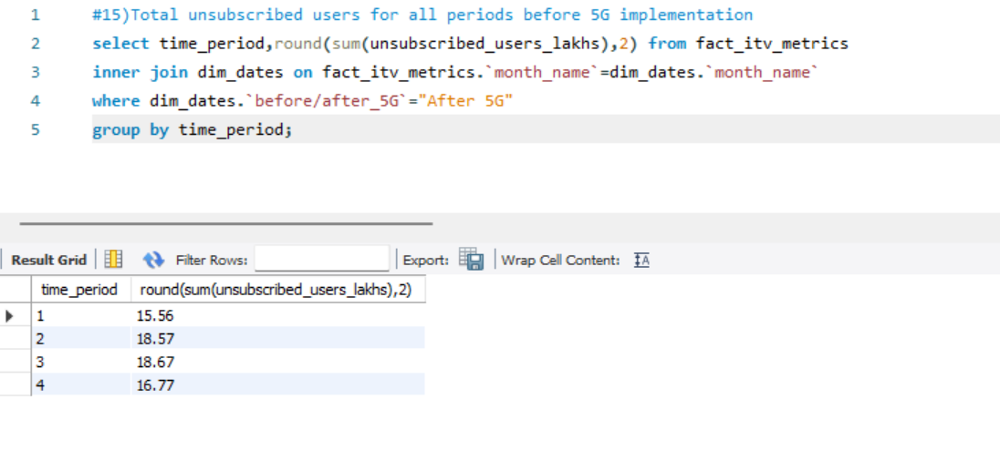 1 #15)Total unsubscribed users for all periods before 5G implementation
2 select time_period,round(sum(unsubscribed_users_lakhs),2) from fact_itv_metrics
3 inner join dim_dates on fact_itv_metrics.`month_name`=dim_dates.`month_name`
4 where dim_dates.`before/after_5G`="After 5G"
5 group by time_period;
Result Grid Filter Rows: Export: Wrap Cell Content: IA
time_period round(sum(unsubscribed_users_lakhs),2)
1 15.56
2 18.57
3 18.67
4 16.77